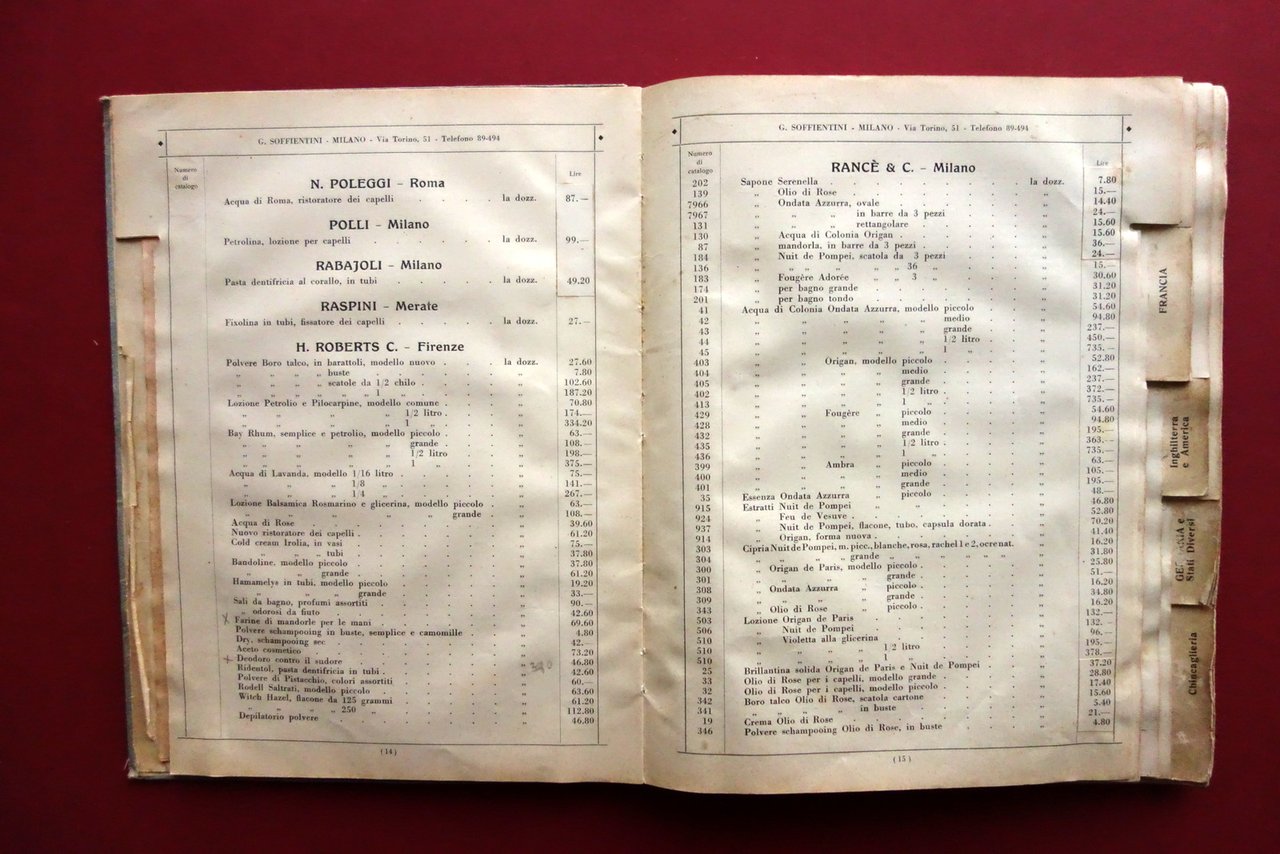 G. SOFFIENTINI - MILANO - Via Torino, 51 - Telefono 89-494
Numero di catalogo
Lire
N. POLEGGI – Roma
Acqua di Roma, ristoratore dei capelli . . . . la dozz. 87.—
POLLI – Milano
Petrolina, lozione per capelli . . . . . la dozz. 99.—
RABAJOLI – Milano
Pasta dentifricia al corallo, in tubi . . . . . la dozz. 49.20
RASPINI – Merate
Fixolina in tubi, fissatore dei capelli . . . . . la dozz. 27.—
H. ROBERTS C. – Firenze
Polvere Boro talco, in barattoli, modello nuovo . . . la dozz. 27.60
„ „ „ „ buste . . . . „ 7.80
„ „ „ „ scatole da 1/2 chilo . . . „ 102.60
„ „ „ „ „ „ 1 „ . . . „ 187.20
Lozione Petrolio e Pilocarpine, modello comune . . . „ 70.80
„ „ „ „ 1/2 litro . . . „ 174.—
„ „ „ „ 1 „ . . . „ 334.20
Bay Rhum, semplice e petrolio, modello piccolo . . . „ 63.—
„ „ „ „ „ grande . . . „ 108.—
„ „ „ „ „ 1/2 litro . . . „ 198.—
„ „ „ „ „ 1 „ . . . „ 375.—
Acqua di Lavanda, modello 1/16 litro . . . . „ 75.—
„ „ „ 1/8 „ . . . . „ 141.—
„ „ „ 1/4 „ . . . . „ 267.—
Lozione Balsamica Rosmarino e glicerina, modello piccolo . „ 63.—
„ „ „ „ „ grande . „ 108.—
Acqua di Rose . . . . . . . „ 39.60
Nuovo ristoratore dei capelli . . . . . „ 61.20
Cold cream Irolia, in vasi . . . . . . „ 75.—
„ „ „ tubi . . . . . . „ 37.80
Bandoline, modello piccolo . . . . . „ 37.80
„ „ grande . . . . . „ 61.20
Hamamelys in tubi, modello piccolo . . . . „ 19.20
„ „ „ „ grande . . . . „ 33.—
Sali da bagno, profumi assortiti . . . . . „ 90.—
„ odorosi da fiuto . . . . . . „ 42.60
Farine di mandorle per le mani . . . . . „ 69.60
Polvere schampooing in buste, semplice e camomille . . „ 4.80
Dry, schampooing sec . . . . . . „ 42.—
Aceto cosmetico . . . . . . . „ 73.20
Deodoro contro il sudore . . . . . . „ 46.80
Ridentol, pasta dentifricia in tubi . . . . . „ 42.60
Polvere di Pistacchio, colori assortiti . . . . „ 60.—
Rodell Saltrati, modello piccolo . . . . . „ 63.60
Witch Hazel, flacone da 125 grammi . . . . „ 61.20
„ „ „ „ 250 „ . . . . „ 112.80
Depilatorio polvere . . . . . . . „ 46.80
(14)
G. SOFFIENTINI - MILANO - Via Torino, 51 - Telefono 89-494
Numero di catalogo
Lire
RANCÈ & C. – Milano
202 Sapone Serenella . . . . . . . la dozz. 7.80
139 „ Olio di Rose . . . . . . „ 15.—
7966 „ Ondata Azzurra, ovale . . . . . „ 14.40
7967 „ „ „ in barre da 3 pezzi . . . „ 24.—
131 „ „ „ rettangolare . . . . „ 15.60
130 „ Acqua di Colonia Origan . . . . . „ 15.60
87 „ mandorla, in barre da 3 pezzi . . . . „ 36.—
184 „ Nuit de Pompei, scatola da 3 pezzi . . . „ 24.—
136 „ „ „ „ „ „ 36 „ . . . „ 15.—
183 „ Fougère Adorée „ „ 3 „ . . . „ 30.60
174 „ per bagno grande . . . . . . „ 31.20
201 „ per bagno tondo . . . . . . „ 31.20
41 Acqua di Colonia Ondata Azzurra, modello piccolo . . „ 54.60
42 „ „ „ „ „ medio . . „ 94.80
43 „ „ „ „ „ grande . . „ 237.—
44 „ „ „ „ „ 1/2 litro . . „ 450.—
45 „ „ „ „ „ 1 „ . . „ 735.—
403 „ „ Origan, modello piccolo . . . „ 52.80
404 „ „ „ „ medio . . . „ 162.—
405 „ „ „ „ grande . . . „ 237.—
402 „ „ „ „ 1/2 litro . . . „ 372.—
413 „ „ „ „ 1 „ . . . „ 735.—
429 „ „ Fougère „ piccolo . . . „ 54.60
428 „ „ „ „ medio . . . „ 94.80
432 „ „ „ „ grande . . . „ 195.—
435 „ „ „ „ 1/2 litro . . . „ 363.—
436 „ „ „ „ 1 „ . . . „ 735.—
399 „ „ Ambra „ piccolo . . . „ 63.—
400 „ „ „ „ medio . . . „ 105.—
401 „ „ „ „ grande . . . „ 195.—
35 Essenza Ondata Azzurra „ piccolo . . . „ 48.—
915 Estratti Nuit de Pompei . . . . . . „ 46.80
924 „ Feu de Vesuve . . . . . . „ 52.80
937 „ Nuit de Pompei, flacone, tubo, capsula dorata . . „ 70.20
914 „ Origan, forma nuova . . . . . „ 41.40
303 Cipria Nuit de Pompei, m. picc., blanche, rosa, rachel 1 e 2, ocre nat. „ 16.20
304 „ „ „ „ grande „ „ „ „ „ „ „ 31.80
300 „ Origan de Paris, modello piccolo . . . . „ 25.80
301 „ „ „ „ grande . . . . „ 51.—
308 „ Ondata Azzurra „ piccolo . . . . „ 16.20
309 „ „ „ „ grande . . . . „ 34.80
343 „ Olio di Rose „ piccolo . . . . „ 16.20
503 Lozione Origan de Paris . . . . . . „ 132.—
506 „ Nuit de Pompei . . . . . . „ 132.—
510 „ Violetta alla glicerina . . . . . „ 96.—
510 „ „ „ „ 1/2 litro . . . . „ 195.—
510 „ „ „ „ 1 „ . . . . „ 378.—
25 Brillantina solida Origan de Paris e Nuit de Pompei . . „ 37.20
33 Olio di Rose per i capelli, modello grande . . . „ 28.80
32 Olio di Rose per i capelli, modello piccolo . . . „ 17.40
342 Boro talco Olio di Rose, scatola cartone . . . . „ 15.60
341 „ „ „ „ „ in buste . . . . „ 5.40
19 Crema Olio di Rose . . . . . . . „ 21.—
346 Polvere schampooing Olio di Rose, in buste . . . „ 4.80
(15)
FRANCIA
Inghilterra e America
Stati Diversi
Chincaglieria